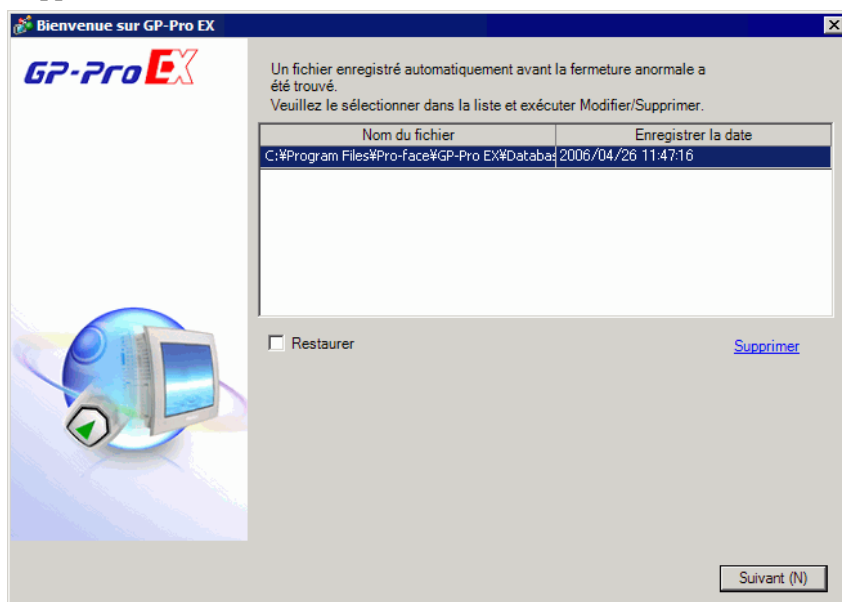 Bienvenue sur GP-Pro EX
GP-Pro EX
Un fichier enregistré automatiquement avant la fermeture anormale a
été trouvé.
Veuillez le sélectionner dans la liste et exécuter Modifier/Supprimer.
Nom du fichier Enregistrer la date
C:¥Program Files¥Pro-face¥GP-Pro EX¥Databas 2006/04/26 11:47:16
Restaurer Supprimer
Suivant (N)